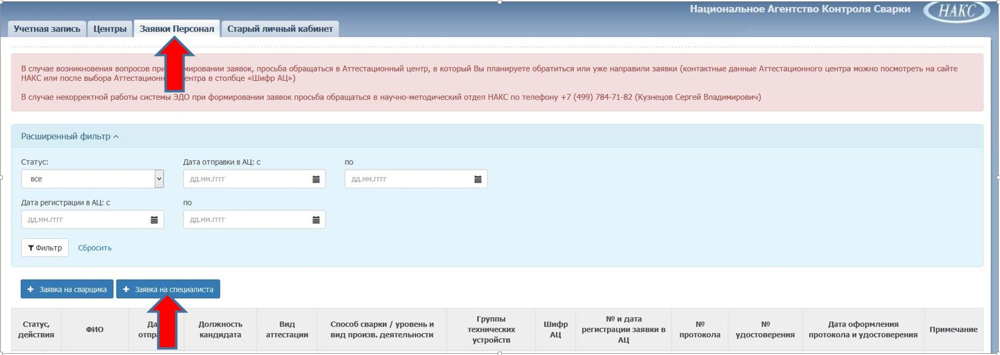 Национальное Агентство Контроля Сварки НАКС
Учетная запись Центры Заявки Персонал Старый личный кабинет
В случае возникновения вопросов при формировании заявок, просьба обращаться в Аттестационный центр, в который Вы планируете обратиться или уже направили заявки (контактные данные Аттестационного центра можно посмотреть на сайте
НАКС или после выбора Аттестационного центра в столбце «Шифр АЦ»)
В случае некорректной работы системы ЭДО при формировании заявок просьба обращаться в научно-методический отдел НАКС по телефону +7 (499) 784-71-82 (Кузнецов Сергей Владимирович)
Расширенный фильтр
Статус: Дата отправки в АЦ: с по
все дд.мм.гггг дд.мм.гггг
Дата регистрации в АЦ: с по
дд.мм.гггг дд.мм.гггг
Фильтр Сбросить
+ Заявка на сварщика + Заявка на специалиста
Статус,
действия
ФИО
Да
отпра
Должность
кандидата
Вид
аттестации
Способ сварки / уровень и
вид произв. деятельности
Группы
технических
устройств
Шифр
АЦ
№ и дата
регистрации заявки в
АЦ
№
протокола
№
удостоверения
Дата оформления
протокола и удостоверения
Примечание